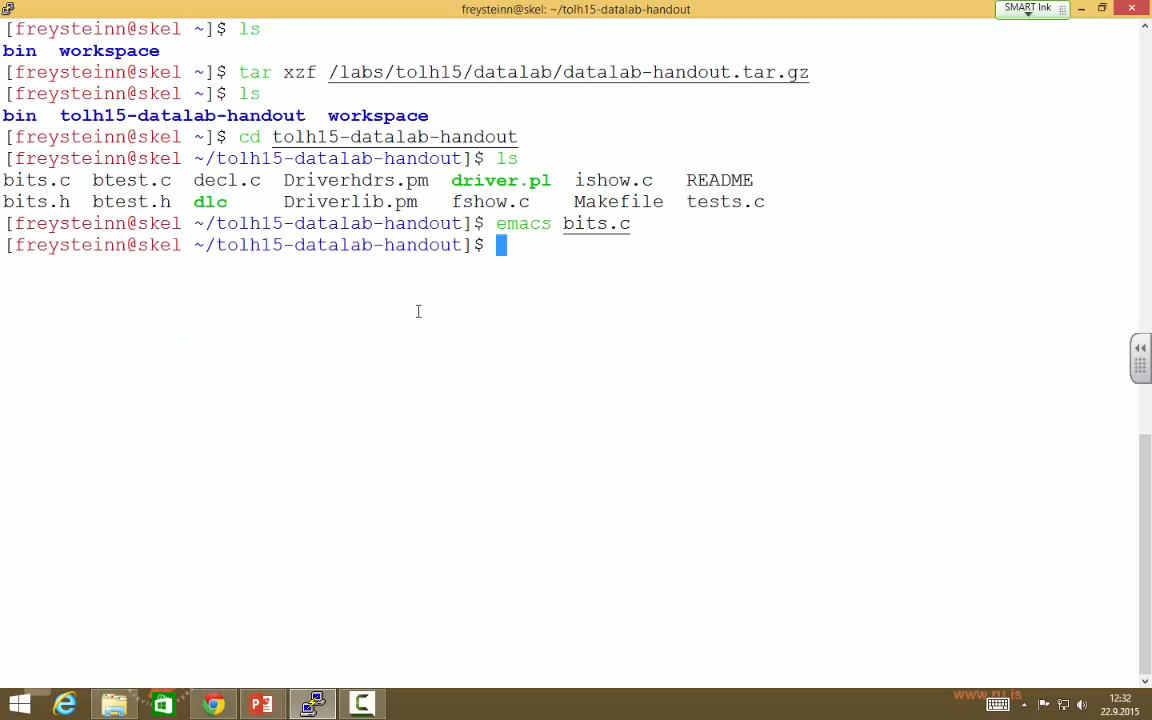 freysteinn@skel: ~/tolh15-datalab-handout
SMART Ink
[freysteinn@skel ~]$ ls
bin workspace
[freysteinn@skel ~]$ tar xzf /labs/tolh15/datalab/datalab-handout.tar.gz
[freysteinn@skel ~]$ ls
bin tolh15-datalab-handout workspace
[freysteinn@skel ~]$ cd tolh15-datalab-handout
[freysteinn@skel ~/tolh15-datalab-handout]$ ls
bits.c btest.c decl.c Driverhdrs.pm driver.pl ishow.c README
bits.h btest.h dlc Driverlib.pm fshow.c Makefile tests.c
[freysteinn@skel ~/tolh15-datalab-handout]$ emacs bits.c
[freysteinn@skel ~/tolh15-datalab-handout]$
www.nr.is
12:32
22.9.2015